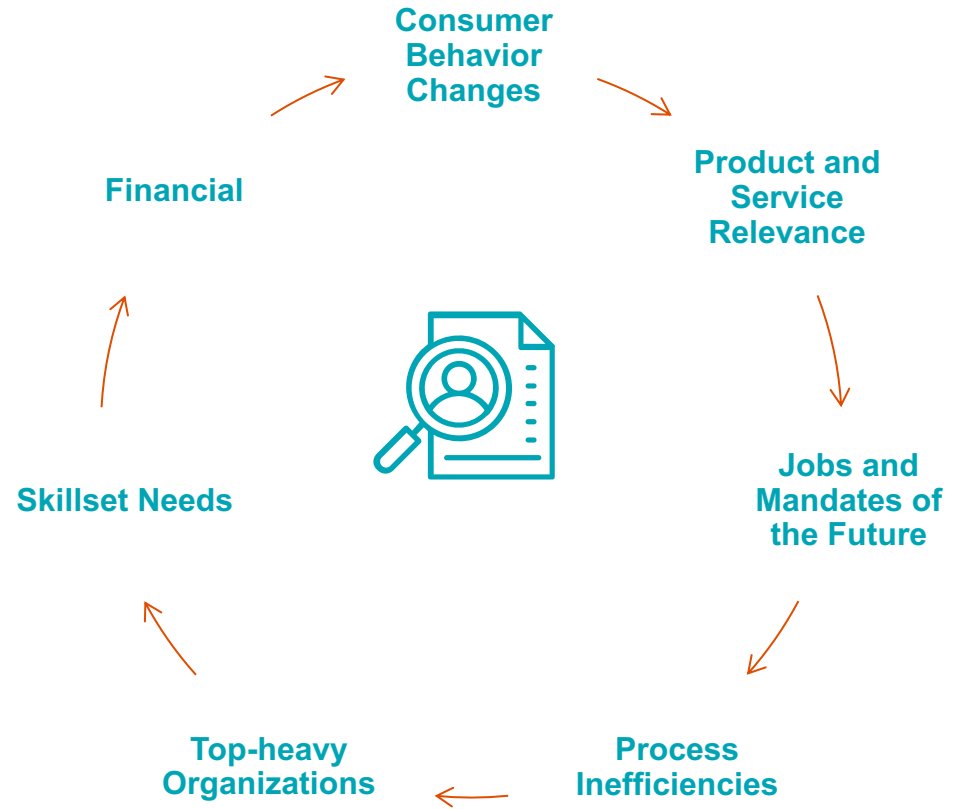 Consumer
Behavior
Changes
Product and
Service
Relevance
Jobs and
Mandates of
the Future
Process
Inefficiencies
Top-heavy
Organizations
Skillset Needs
Financial